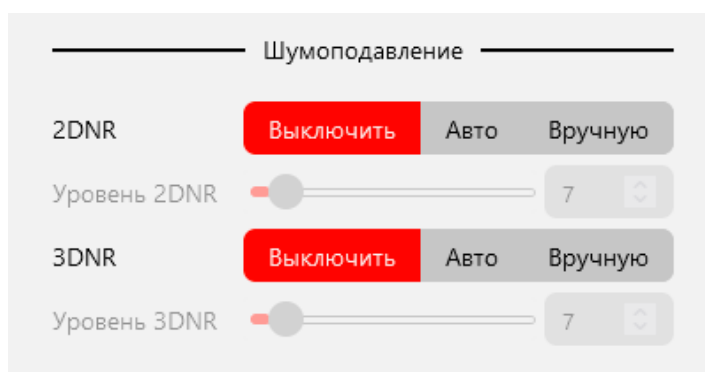 Шумоподавление
2DNR Выключить Авто Вручную
Уровень 2DNR 7
3DNR Выключить Авто Вручную
Уровень 3DNR 7